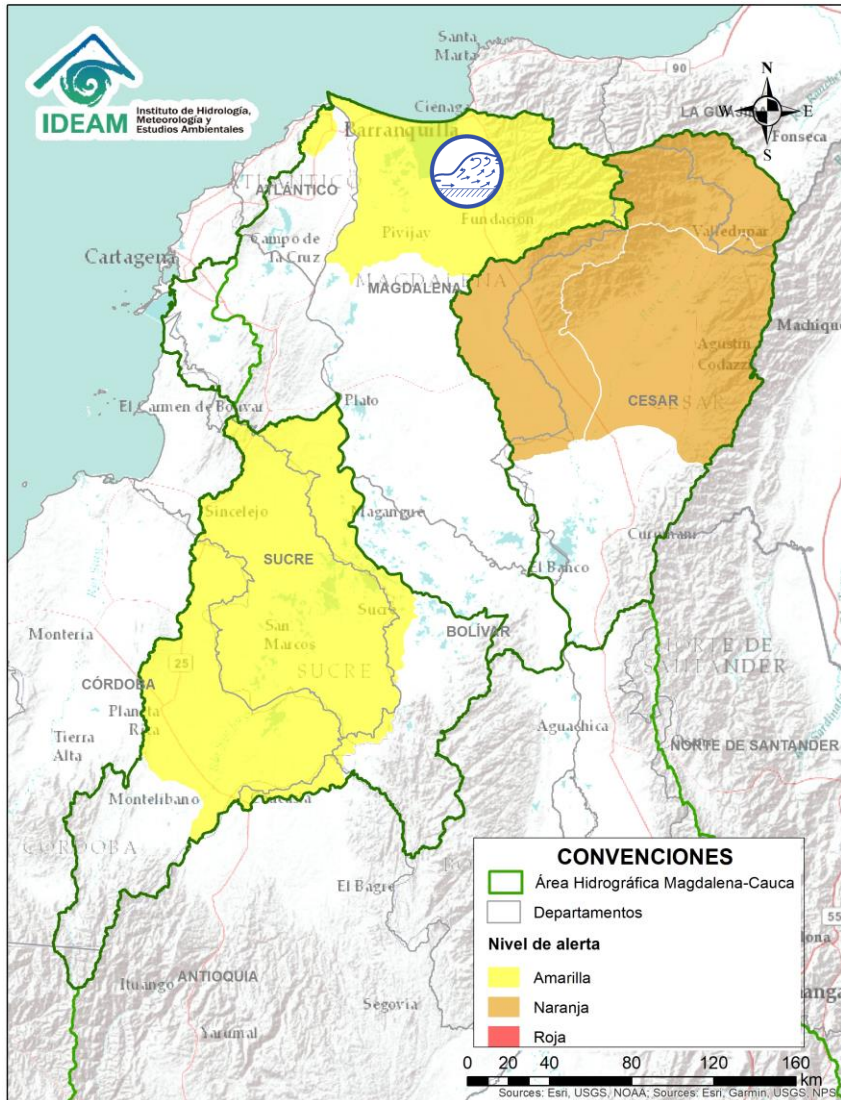 Santa
Marta
90
N
W
E
S
IDEAM
Instituto de Hidrología,
Meteorología y
Estudios Ambientales
Ciénaga
LA GUAJIRA
Fonseca
Barranquilla
ATLÁNTICO
ATLÁNTICO
Fundación
Valledupar
Cartagena
Campo de
la Cruz
Pivijay
MAGDALENA
MAGDALENA
Machiques
Agustín
Codazzi
El Carmen de Bolívar
Plato
CESAR
CESAR
Sincelejo
Magangué
Curumaní
SUCRE
El Banco
Sucre
Montería
San
Marcos
BOLÍVAR
NORTE DE
SANTANDER
25
SUCRE
CÓRDOBA
Planeta
Rica
Tierra
Alta
Aguachica
NORTE DE SANTANDER
Montelíbano
CÓRDOBA
El Bagre
Ituango
ANTIOQUIA
Segovia
Yarumal
CONVENCIONES
Área Hidrográfica Magdalena-Cauca
Departamentos
Nivel de alerta
Amarilla
Naranja
Roja
55
0 20 40 80 120 160
km
Sources: Esri, USGS, NOAA; Sources: Esri, Garmin, USGS, NPS